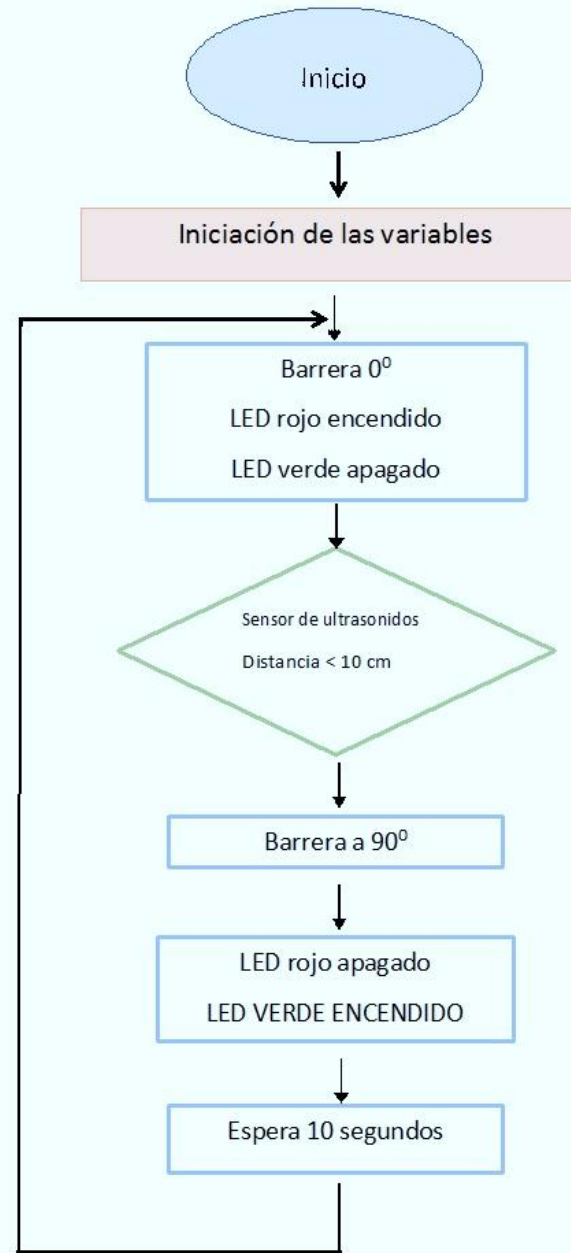 Inicio
Iniciación de las variables
Barrera 0⁰
LED rojo encendido
LED verde apagado
Sensor de ultrasonidos
Distancia < 10 cm
Barrera a 90⁰
LED rojo apagado
LED VERDE ENCENDIDO
Espera 10 segundos